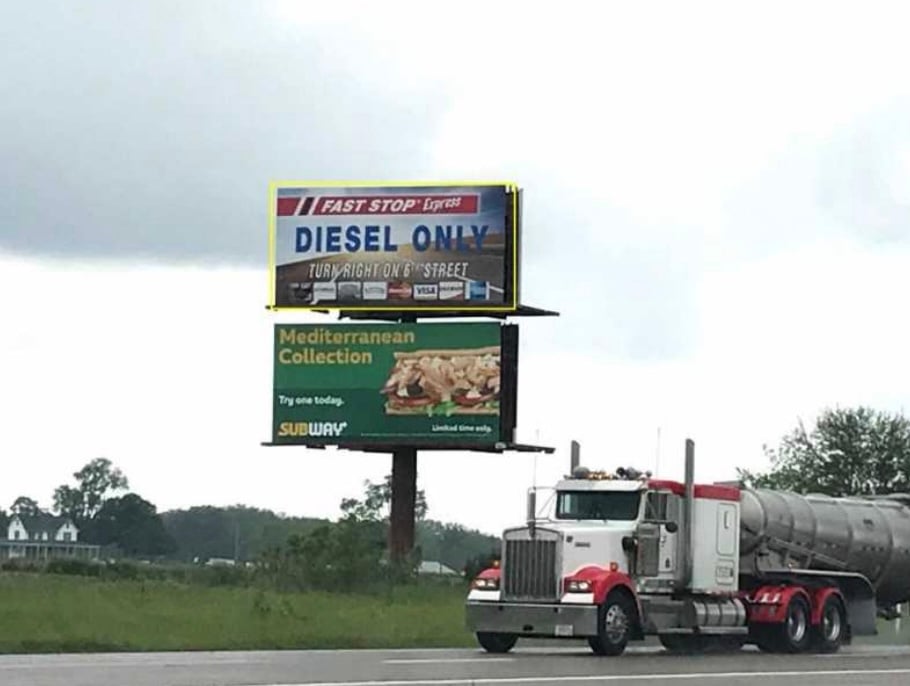 FAST STOP Express
DIESEL ONLY
TURN RIGHT ON 6TH STREET
VISA
Mediterranean
Collection
Try one today.
SUBWAY
Limited time only.